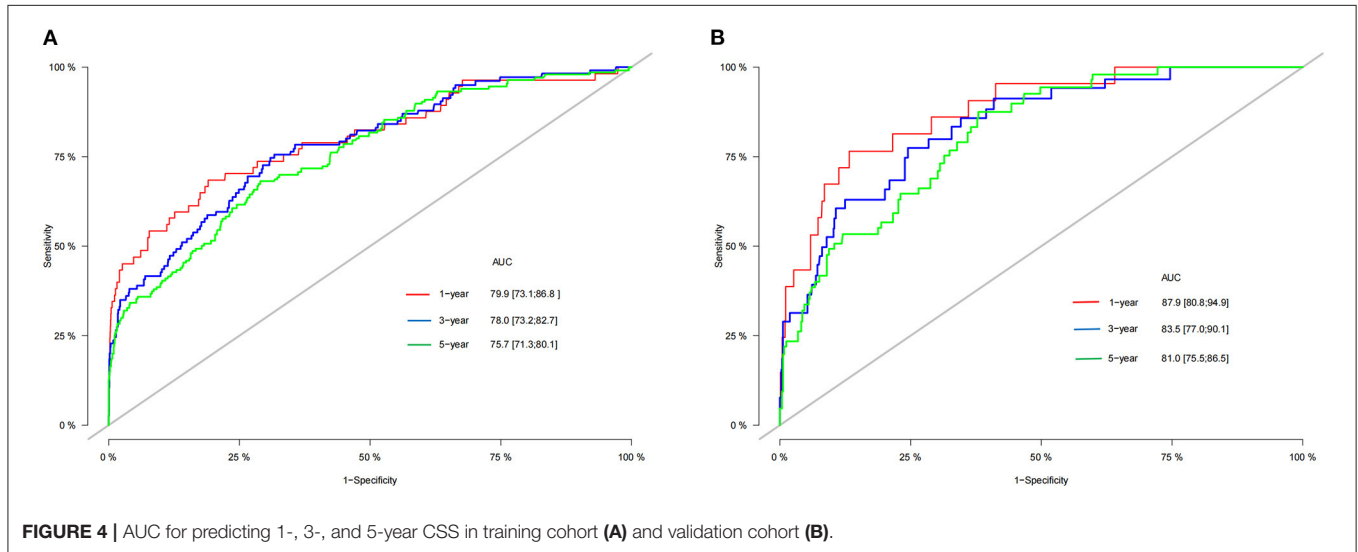 A
100 %
75 %
50 %
25 %
0 %
Sensitivity
AUC
1-year 79.9 [73.1;86.8 ]
3-year 78.0 [73.2;82.7]
5-year 75.7 [71.3;80.1]
0 % 25 % 50 % 75 % 100 %
1-Specificity
B
100 %
75 %
50 %
25 %
0 %
Sensitivity
AUC
1-year 87.9 [80.8;94.9]
3-year 83.5 [77.0;90.1]
5-year 81.0 [75.5;86.5]
0 % 25 % 50 % 75 % 100 %
1-Specificity
FIGURE 4 | AUC for predicting 1-, 3-, and 5-year CSS in training cohort (A) and validation cohort (B).